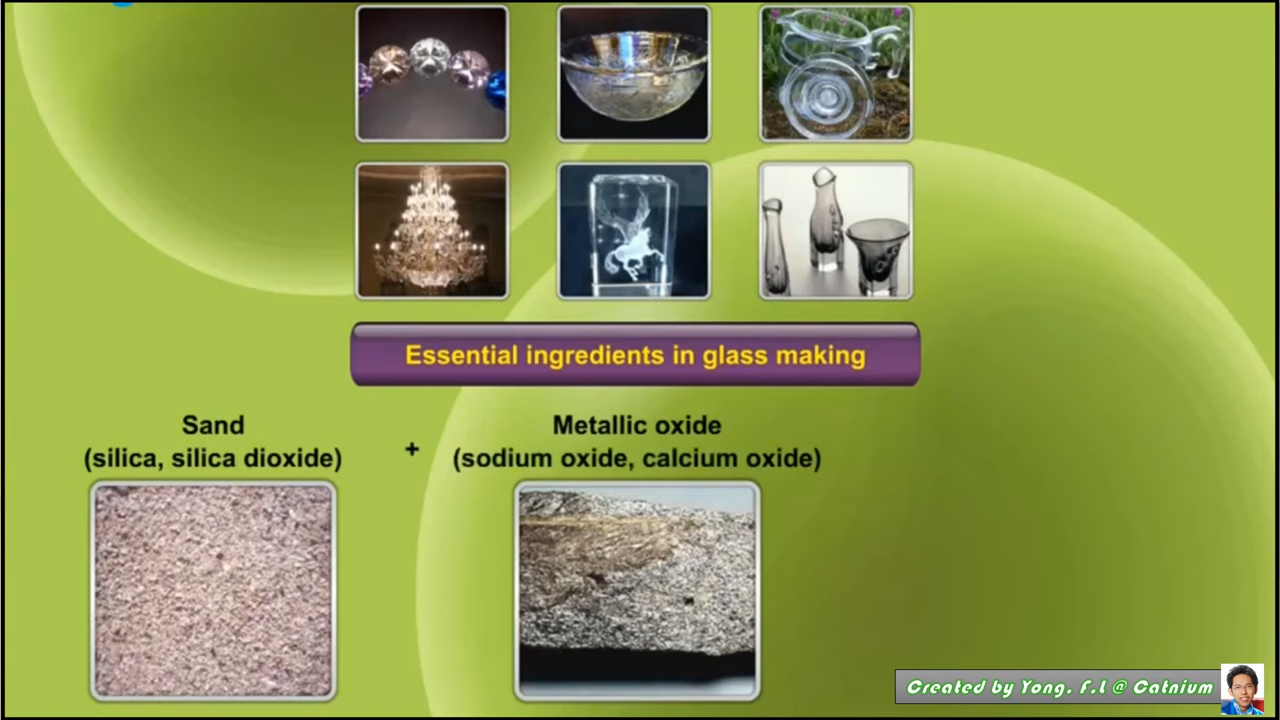 Essential ingredients in glass making
Sand
(silica, silica dioxide)
+
Metallic oxide
(sodium oxide, calcium oxide)
Created by Yong. F.L @ Catnium